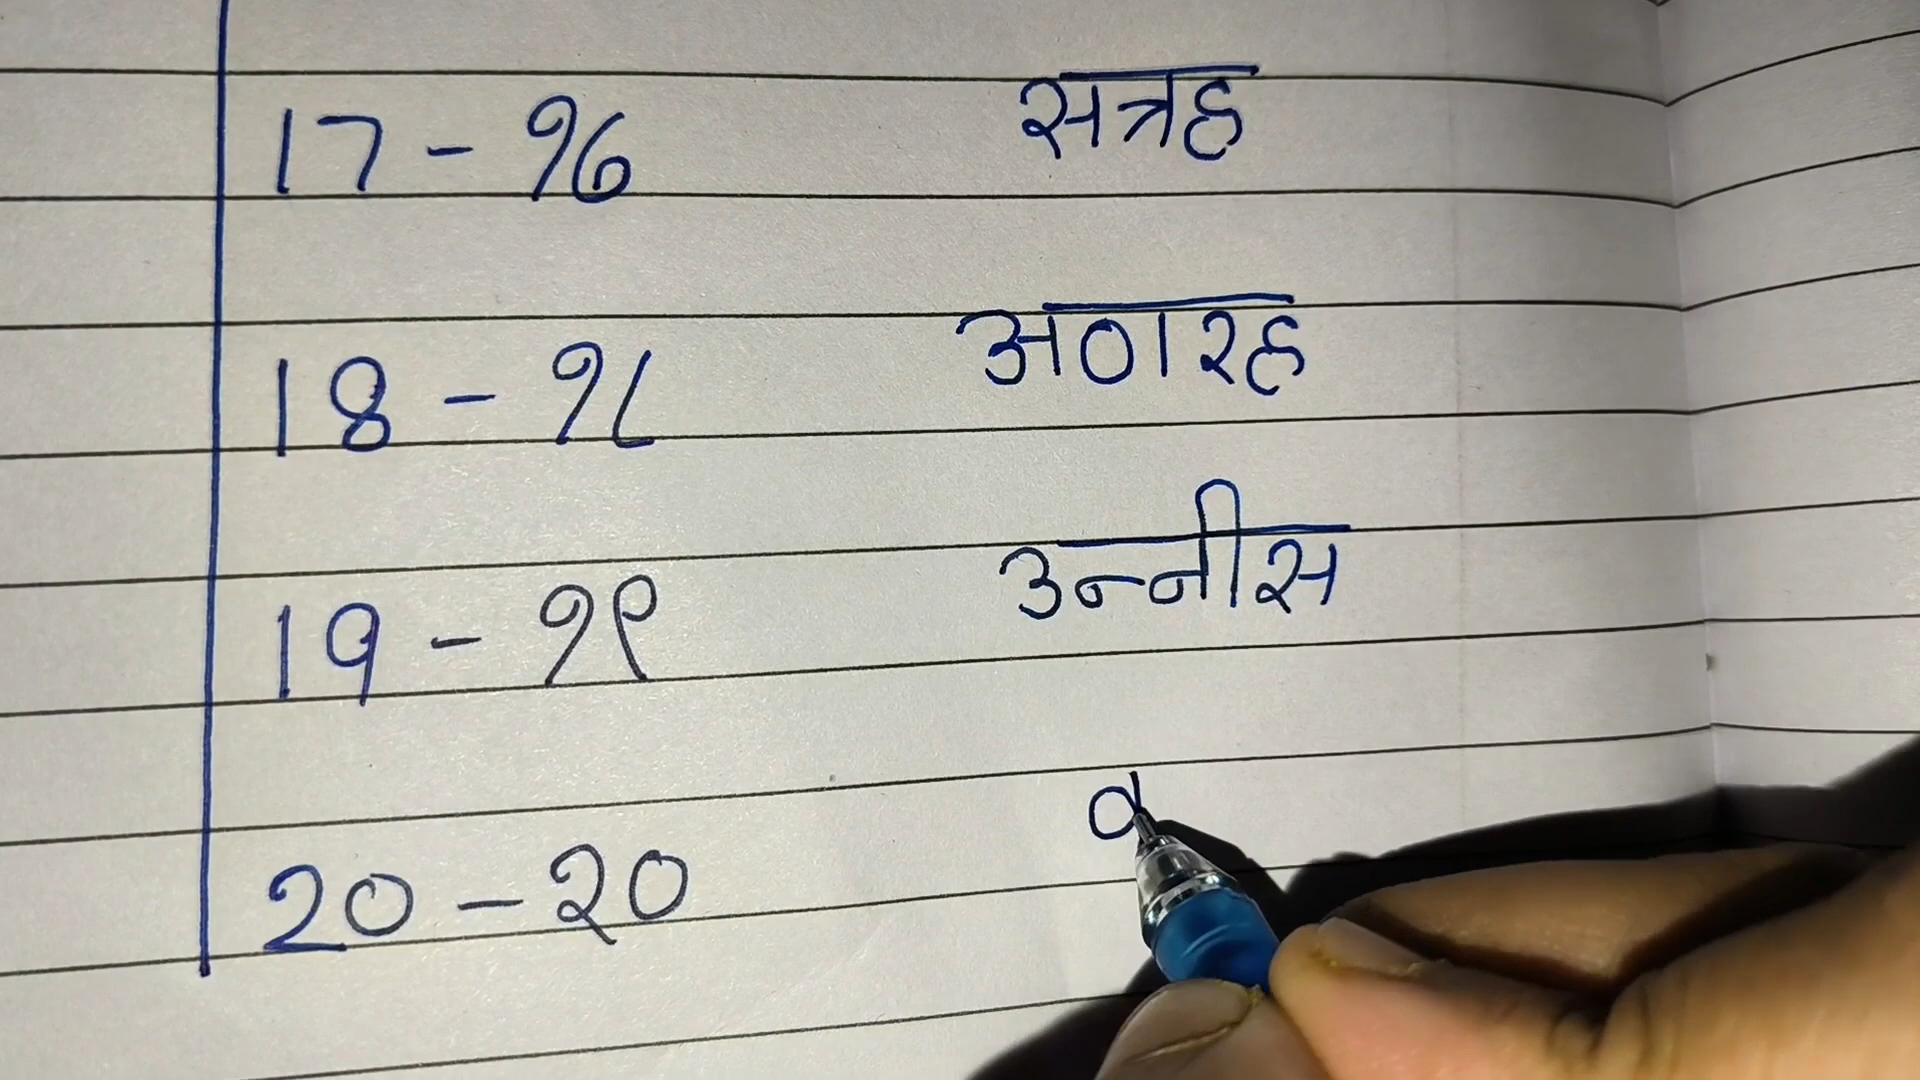 17 - १७ सत्रह
18 - १८ अठारह
19 - १९ उन्नीस
20 - २०